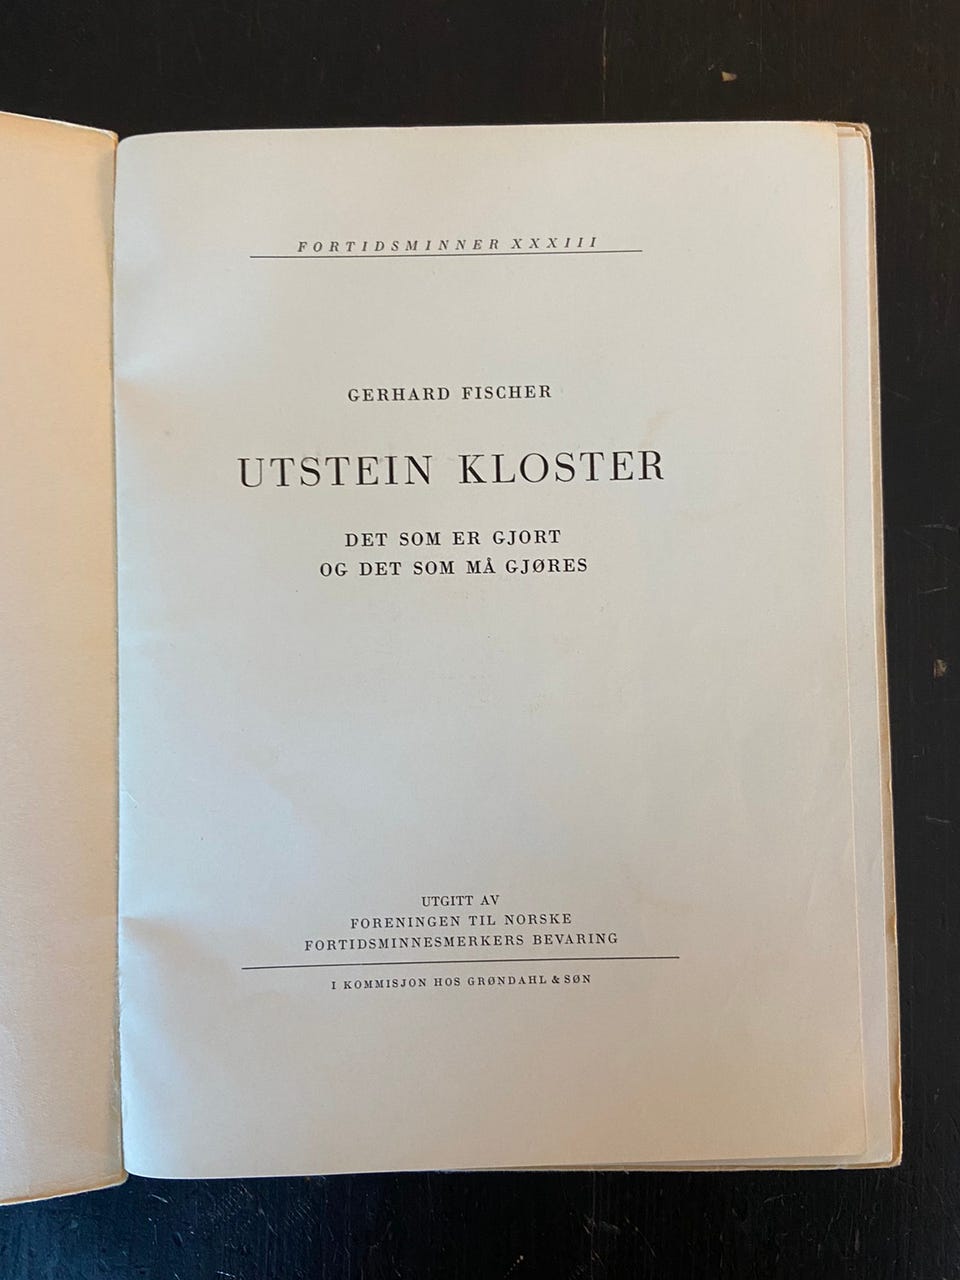 FORTIDSMINNER XXXIII
GERHARD FISCHER
UTSTEIN KLOSTER
DET SOM ER GJORT
OG DET SOM MÅ GJØRES
UTGITT AV
FORENINGEN TIL NORSKE
FORTIDSMINNESMERKERS BEVARING
I KOMMISJON HOS GRØNDAHL & SØN